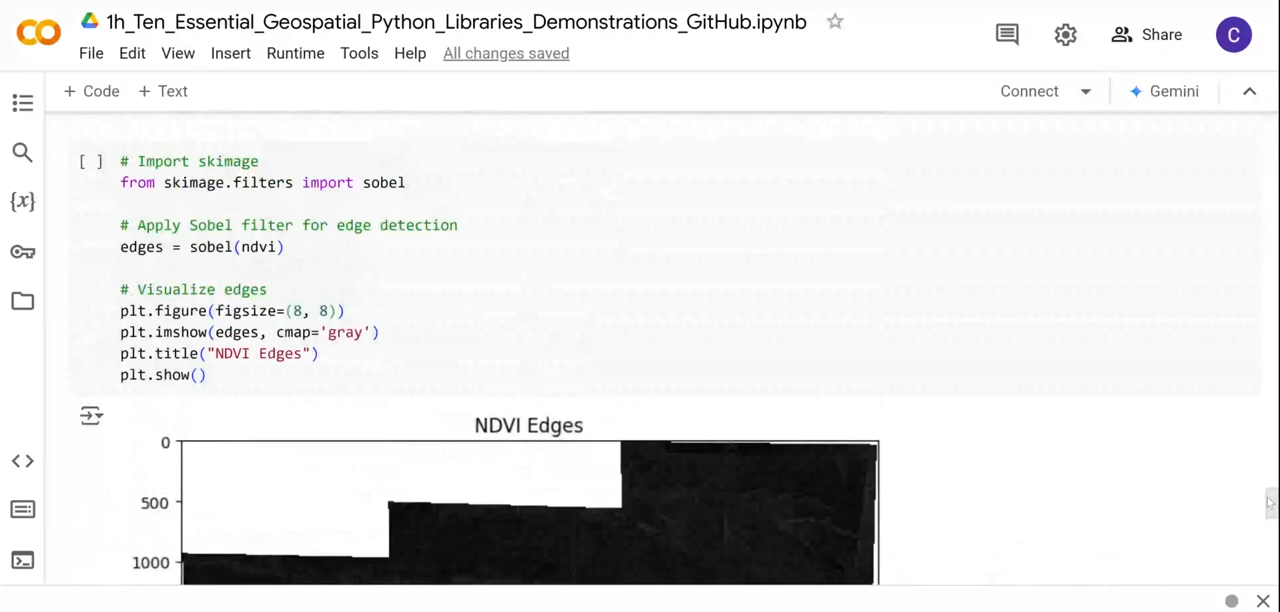 1h_Ten_Essential_Geospatial_Python_Libraries_Demonstrations_GitHub.ipynb
File Edit View Insert Runtime Tools Help All changes saved
Share
C
+ Code + Text
Connect
Gemini
[ ] # Import skimage
from skimage.filters import sobel
# Apply Sobel filter for edge detection
edges = sobel(ndvi)
# Visualize edges
plt.figure(figsize=(8, 8))
plt.imshow(edges, cmap='gray')
plt.title("NDVI Edges")
plt.show()
NDVI Edges
0
500
1000